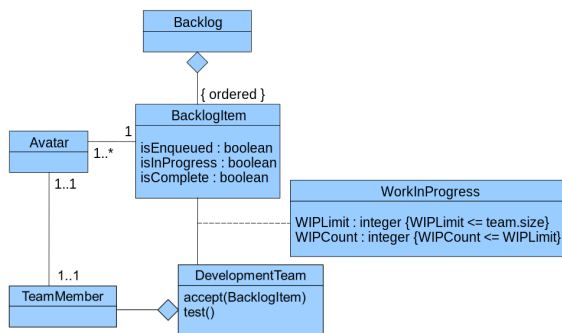 Backlog
{ ordered }
BacklogItem
isEnqueued : boolean
isInProgress : boolean
isComplete : boolean
1
1..*
Avatar
1..1
WorkInProgress
WIPLimit : integer {WIPLimit <= team.size}
WIPCount : integer {WIPCount <= WIPLimit}
1..1
TeamMember
DevelopmentTeam
accept(BacklogItem)
test()